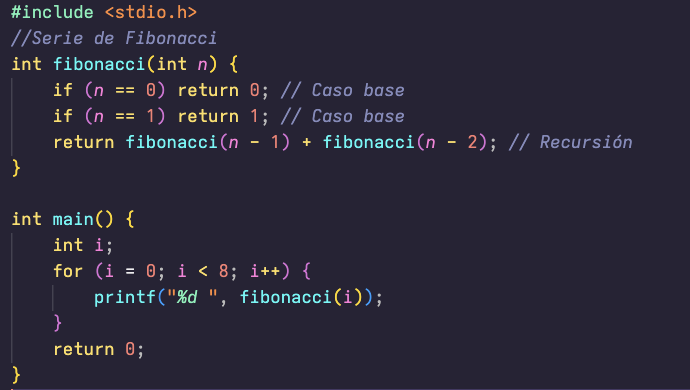 #include <stdio.h>
//Serie de Fibonacci
int fibonacci(int n) {
    if (n == 0) return 0; // Caso base
    if (n == 1) return 1; // Caso base
    return fibonacci(n - 1) + fibonacci(n - 2); // Recursión
}

int main() {
    int i;
    for (i = 0; i < 8; i++) {
        printf("%d ", fibonacci(i));
    }
    return 0;
}